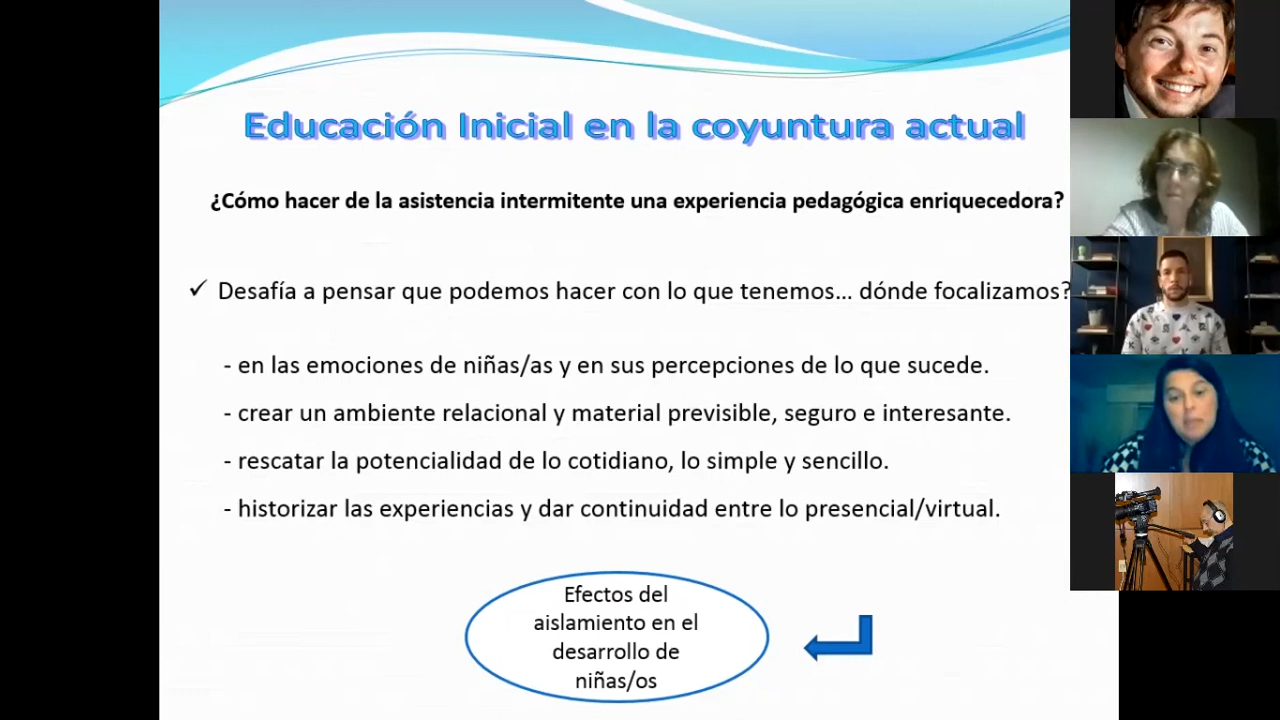 Educación Inicial en la coyuntura actual
¿Cómo hacer de la asistencia intermitente una experiencia pedagógica enriquecedora?
✓ Desafía a pensar que podemos hacer con lo que tenemos... dónde focalizamos?
- en las emociones de niñas/as y en sus percepciones de lo que sucede.
- crear un ambiente relacional y material previsible, seguro e interesante.
- rescatar la potencialidad de lo cotidiano, lo simple y sencillo.
- historizar las experiencias y dar continuidad entre lo presencial/virtual.
Efectos del
aislamiento en el
desarrollo de
niñas/os